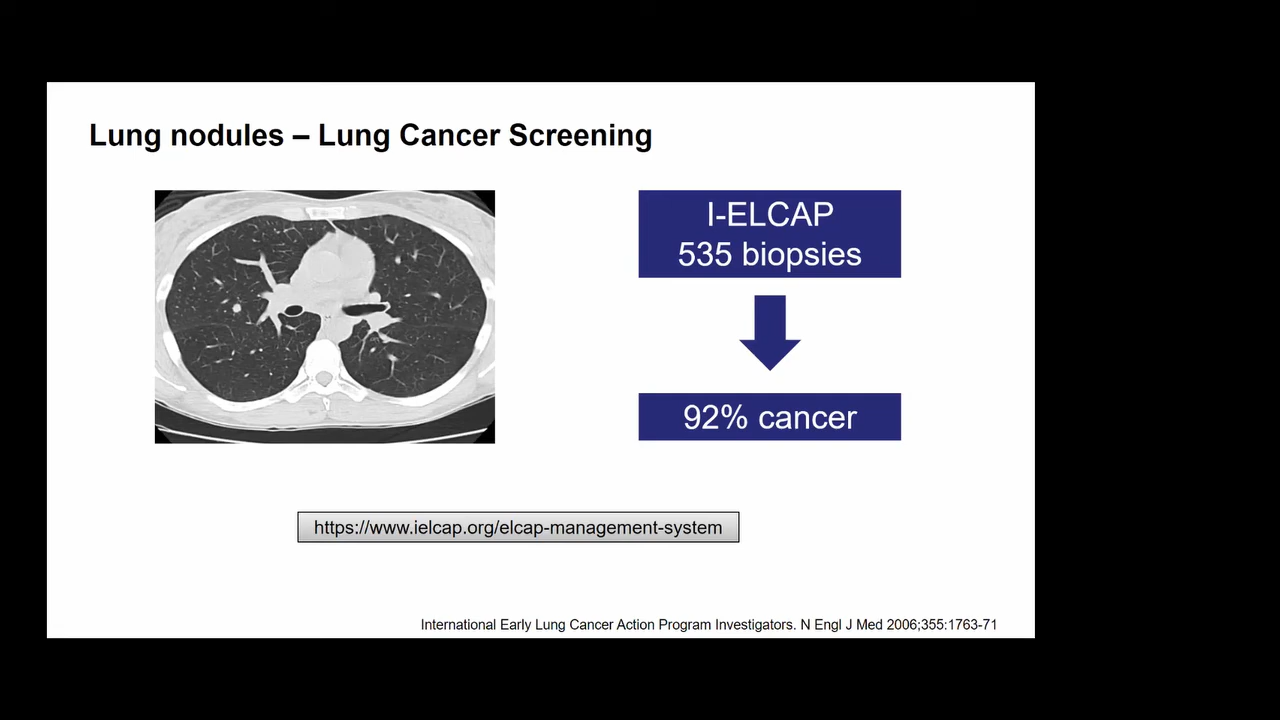 Lung nodules – Lung Cancer Screening
I-ELCAP
535 biopsies
92% cancer
https://www.ielcap.org/elcap-management-system
International Early Lung Cancer Action Program Investigators. N Engl J Med 2006;355:1763-71